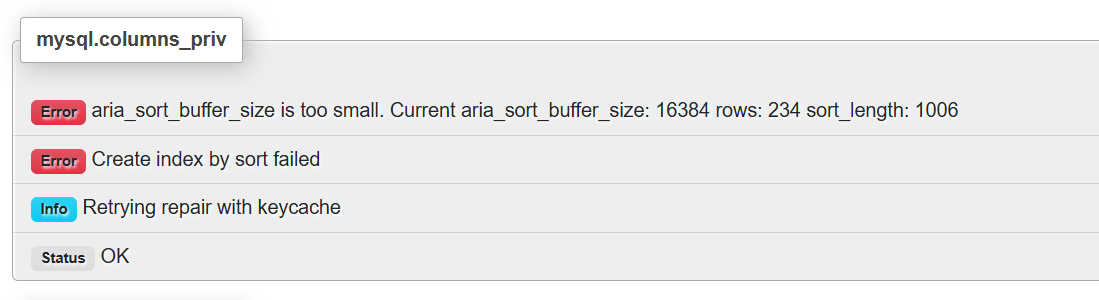 mysql.columns_priv
Error aria_sort_buffer_size is too small. Current aria_sort_buffer_size: 16384 rows: 234 sort_length: 1006
Error Create index by sort failed
Info Retrying repair with keycache
Status OK